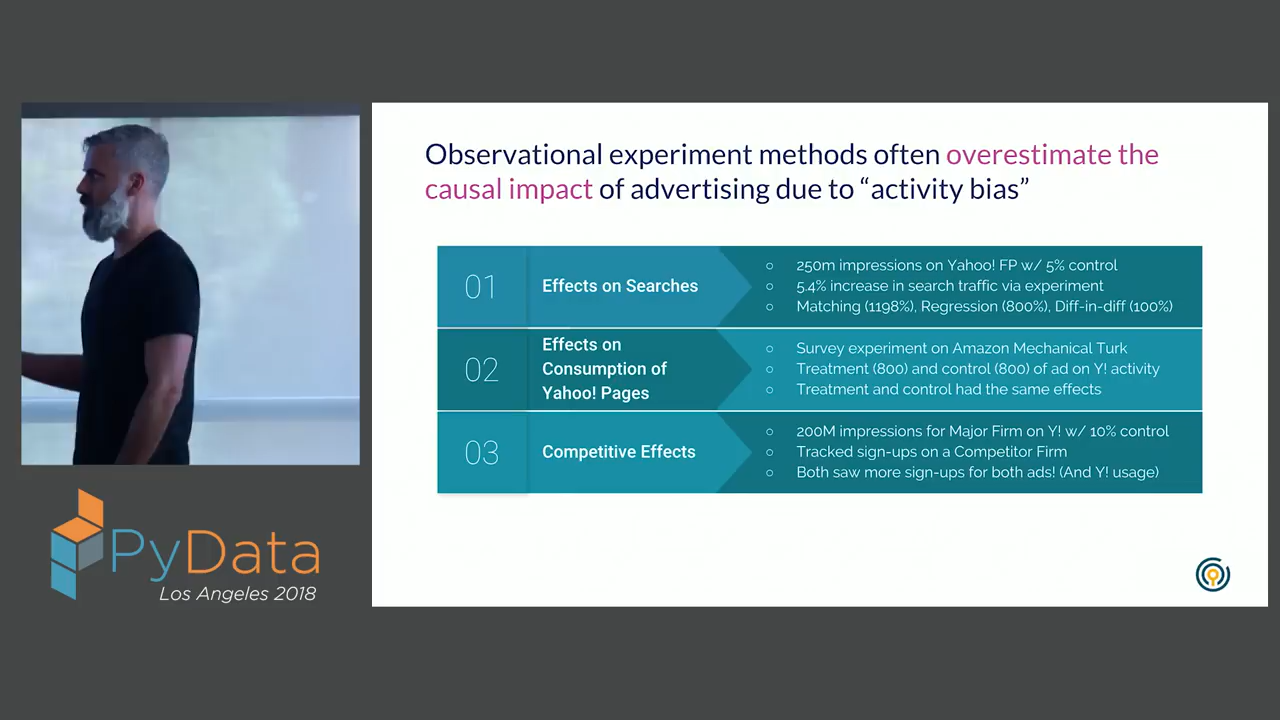 Observational experiment methods often overestimate the
causal impact of advertising due to “activity bias”
01
Effects on Searches
○ 250m impressions on Yahoo! FP w/ 5% control
○ 5.4% increase in search traffic via experiment
○ Matching (1198%), Regression (800%), Diff-in-diff (100%)
02
Effects on
Consumption of
Yahoo! Pages
○ Survey experiment on Amazon Mechanical Turk
○ Treatment (800) and control (800) of ad on Y! activity
○ Treatment and control had the same effects
03
Competitive Effects
○ 200M impressions for Major Firm on Y! w/ 10% control
○ Tracked sign-ups on a Competitor Firm
○ Both saw more sign-ups for both ads! (And Y! usage)
PyData
Los Angeles 2018